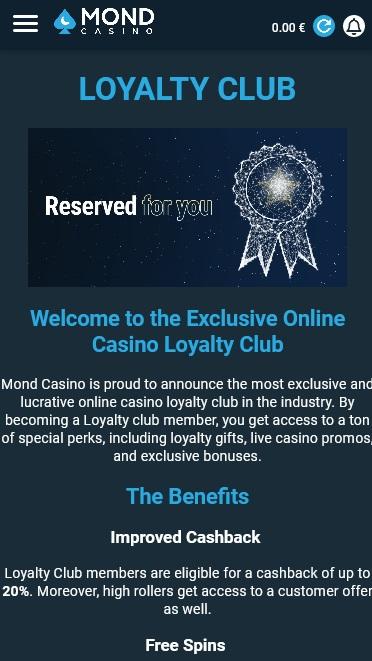 MOND
CASINO
0.00 €
LOYALTY CLUB
Reserved for you
Welcome to the Exclusive Online
Casino Loyalty Club
Mond Casino is proud to announce the most exclusive and
lucrative online casino loyalty club in the industry. By
becoming a Loyalty club member, you get access to a ton
of special perks, including loyalty gifts, live casino promos,
and exclusive bonuses.
The Benefits
Improved Cashback
Loyalty Club members are eligible for a cashback of up to
20%. Moreover, high rollers get access to a customer offer
as well.
Free Spins